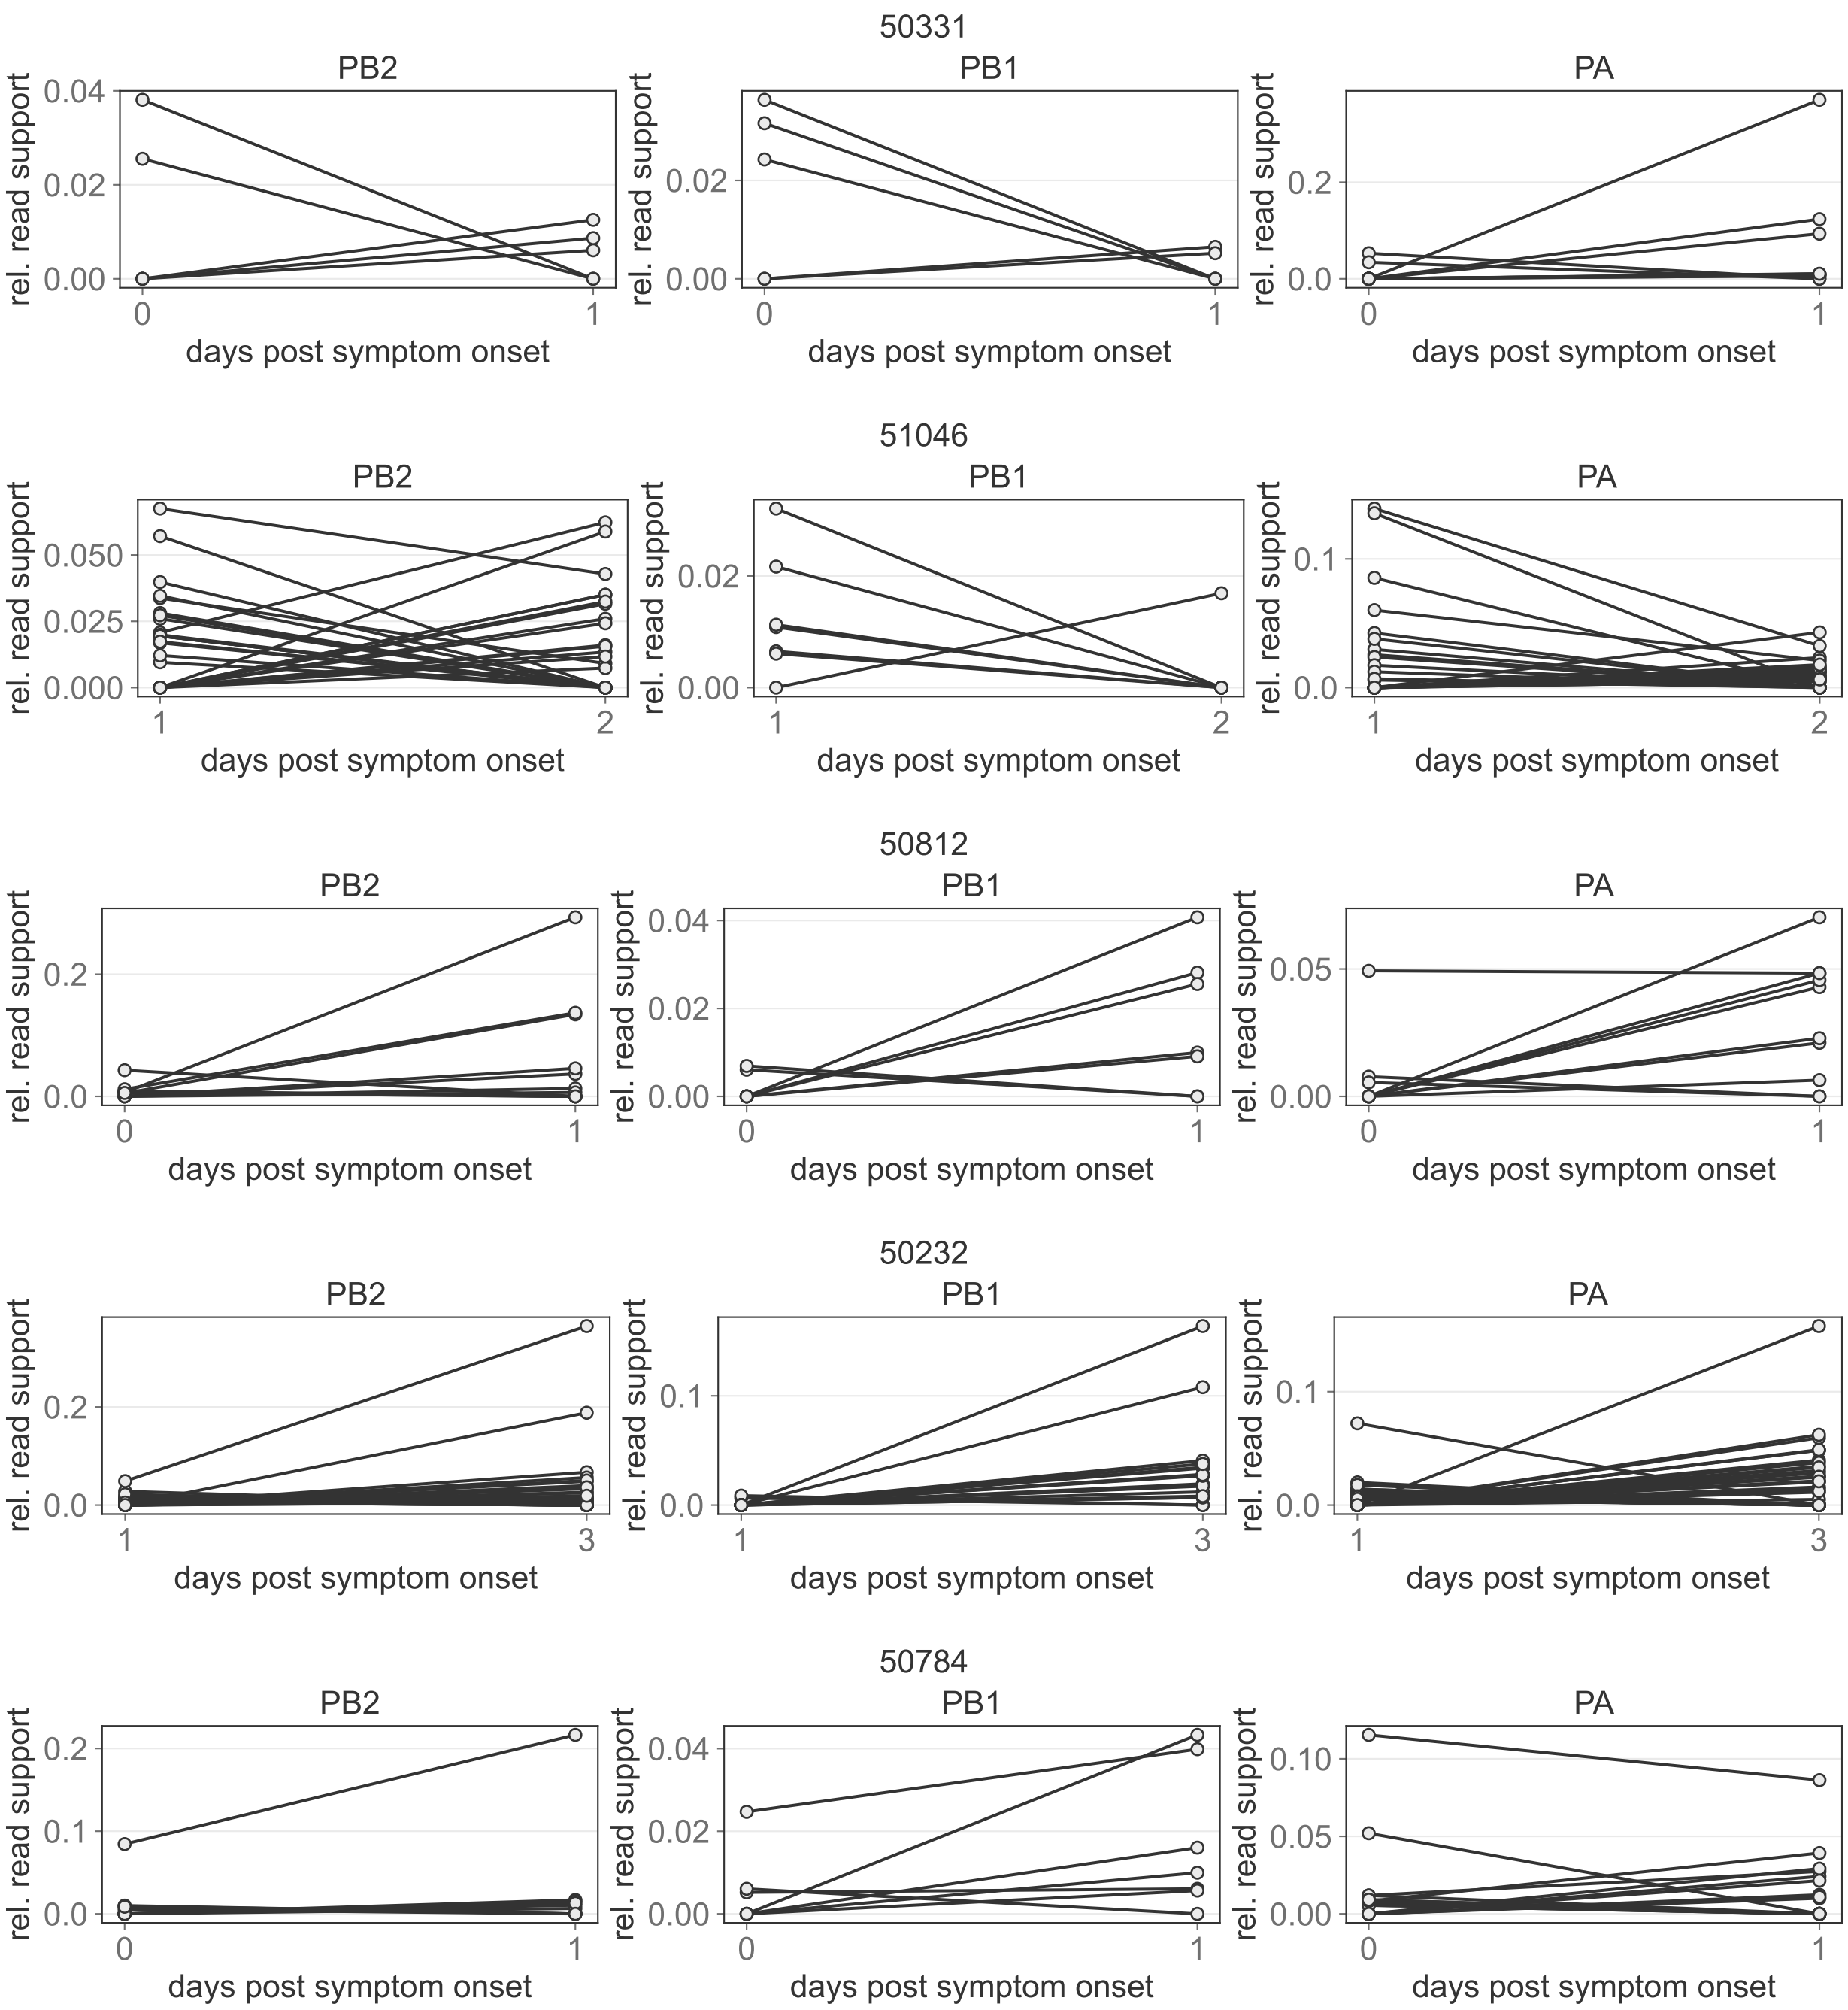 50331
PB2 PB1 PA
rel. read support rel. read support rel. read support
0.04
0.02 0.02 0.2
0.00 0.00 0.0
0 1 0 1 0 1
days post symptom onset days post symptom onset days post symptom onset
51046
PB2 PB1 PA
rel. read support rel. read support rel. read support
0.050 0.02 0.1
0.025
0.000 0.00 0.0
1 2 1 2 1 2
days post symptom onset days post symptom onset days post symptom onset
50812
PB2 PB1 PA
rel. read support rel. read support rel. read support
0.04
0.2 0.02 0.05
0.0 0.00 0.00
0 1 0 1 0 1
days post symptom onset days post symptom onset days post symptom onset
50232
PB2 PB1 PA
rel. read support rel. read support rel. read support
0.2 0.1 0.1
0.0 0.0 0.0
1 3 1 3 1 3
days post symptom onset days post symptom onset days post symptom onset
50784
PB2 PB1 PA
rel. read support rel. read support rel. read support
0.2 0.04 0.10
0.1 0.02 0.05
0.0 0.00 0.00
0 1 0 1 0 1
days post symptom onset days post symptom onset days post symptom onset